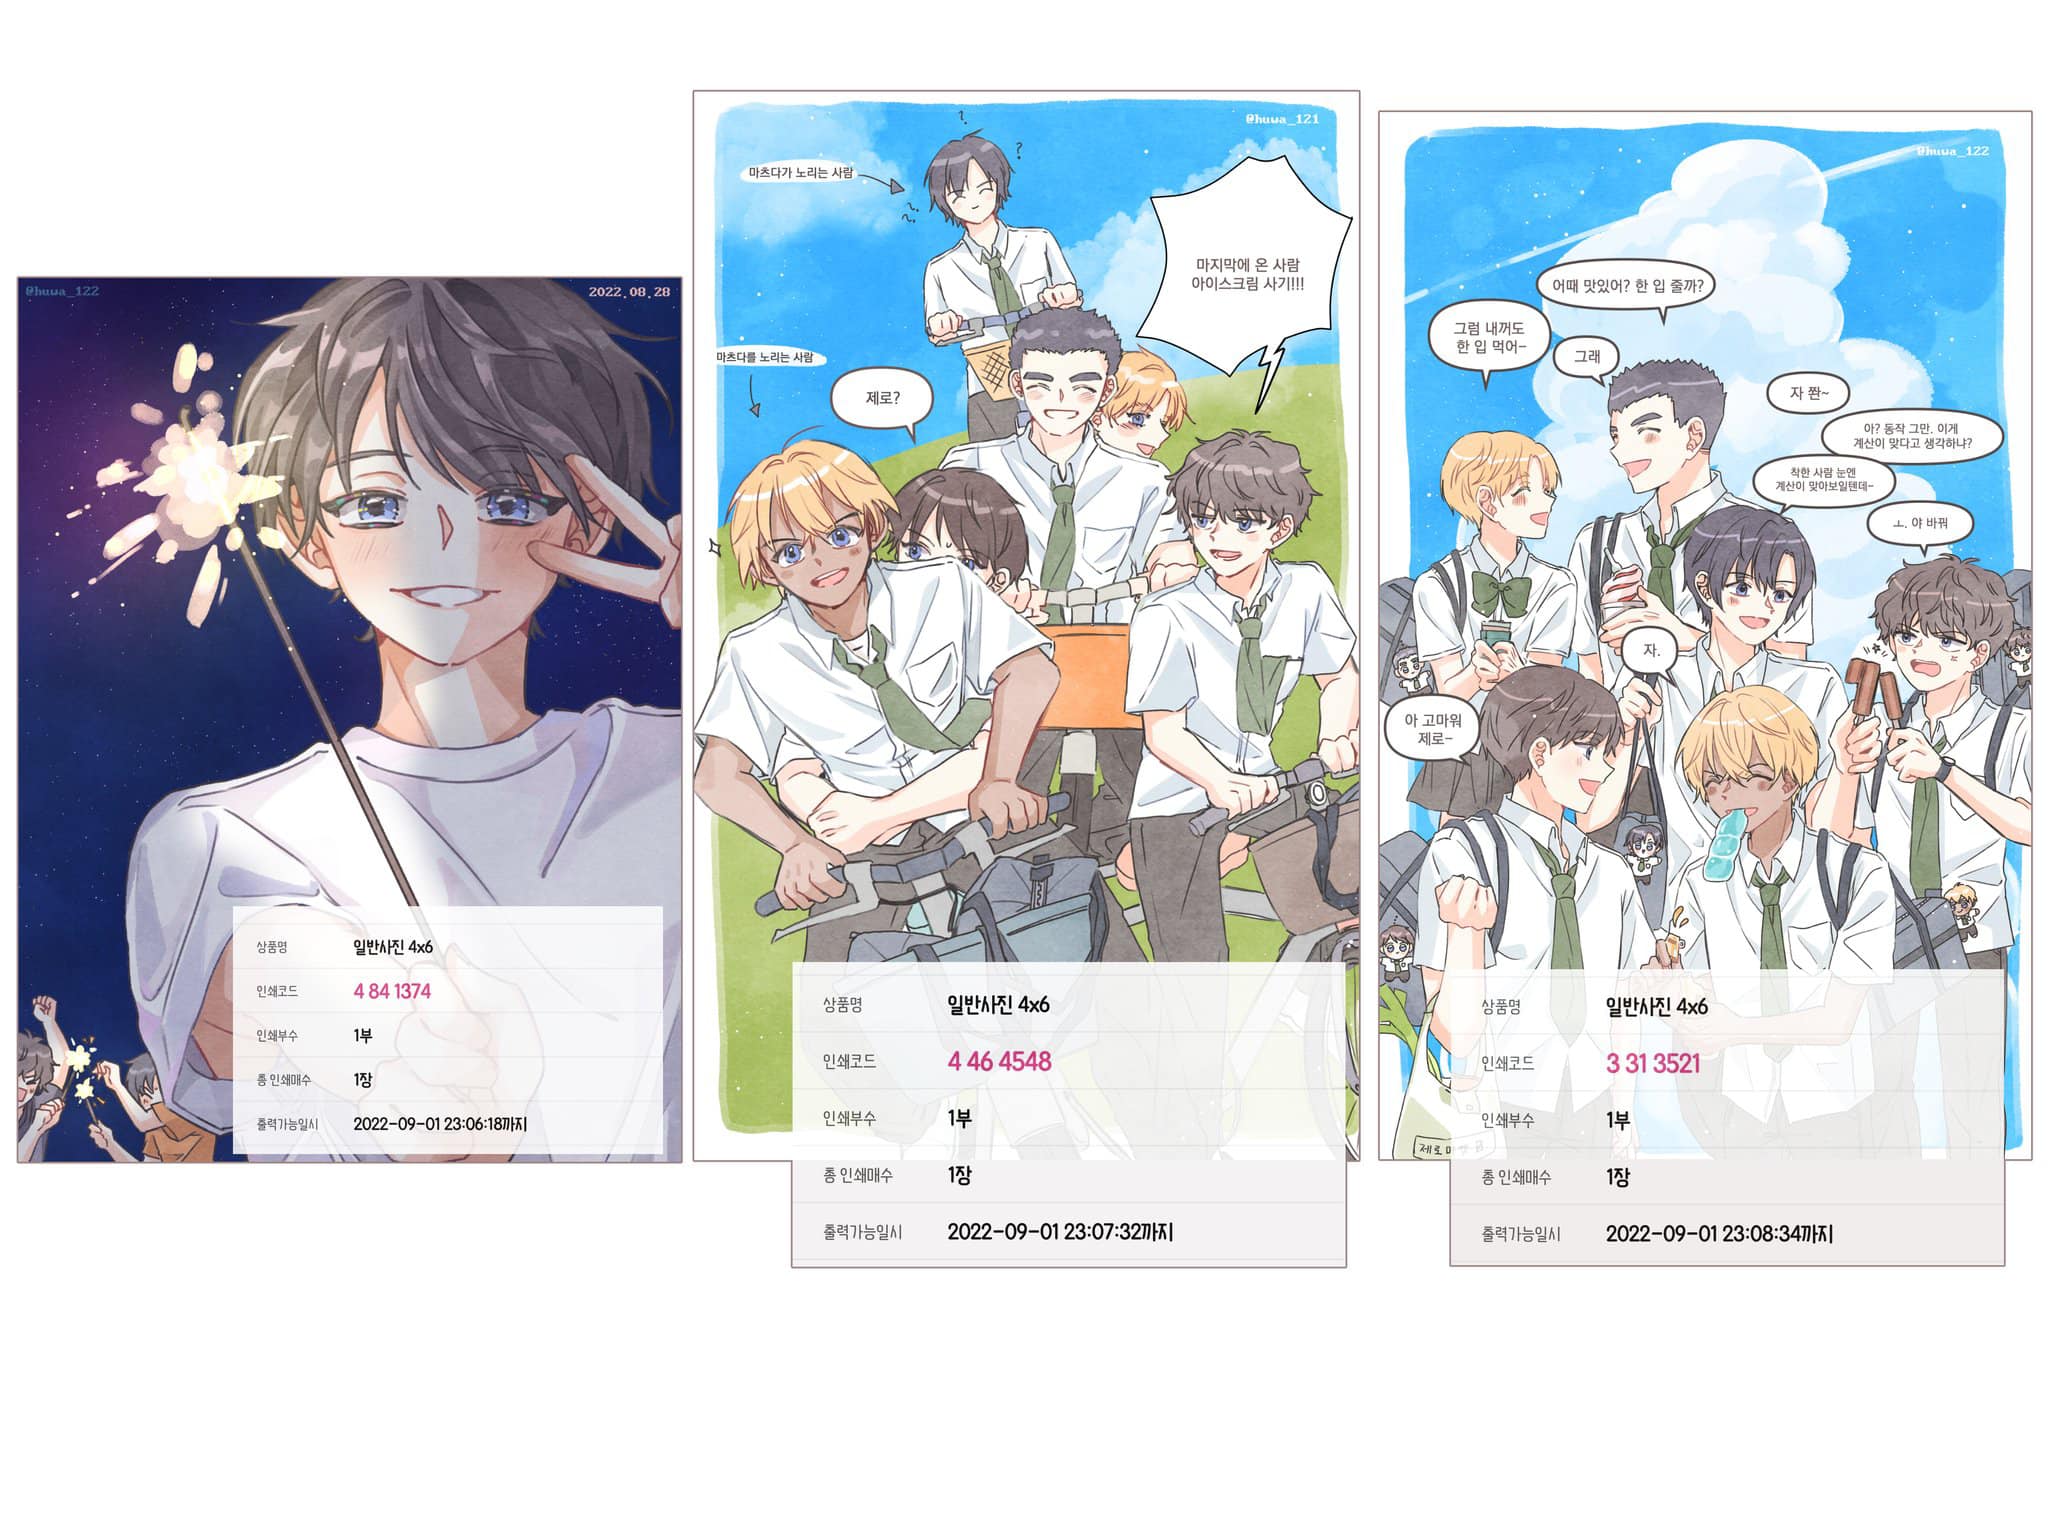 @huwa_122
2022.08.28
상품명 일반사진 4x6
인쇄코드 4 84 1374
인쇄부수 1부
총 인쇄매수 1장
출력가능일시 2022-09-01 23:06:18까지
@huwa_121
?
?
?
?
마츠다가 노리는 사람
마지막에 온 사람
아이스크림 사기!!!
마츠다를 노리는 사람
제로?
상품명 일반사진 4x6
인쇄코드 4 46 4548
인쇄부수 1부
총 인쇄매수 1장
출력가능일시 2022-09-01 23:07:32까지
@huwa_122
어때 맛있어? 한 입 줄까?
그럼 내꺼도
한 입 먹어~
그래
자 짠~
아? 동작 그만. 이게
계산이 맞다고 생각하냐?
착한 사람 눈엔
계산이 맞아보일텐데~
ㅗ. 야 바꿔
자.
아 고마워
제로~
제로마
상품명 일반사진 4x6
인쇄코드 3 31 3521
인쇄부수 1부
총 인쇄매수 1장
출력가능일시 2022-09-01 23:08:34까지